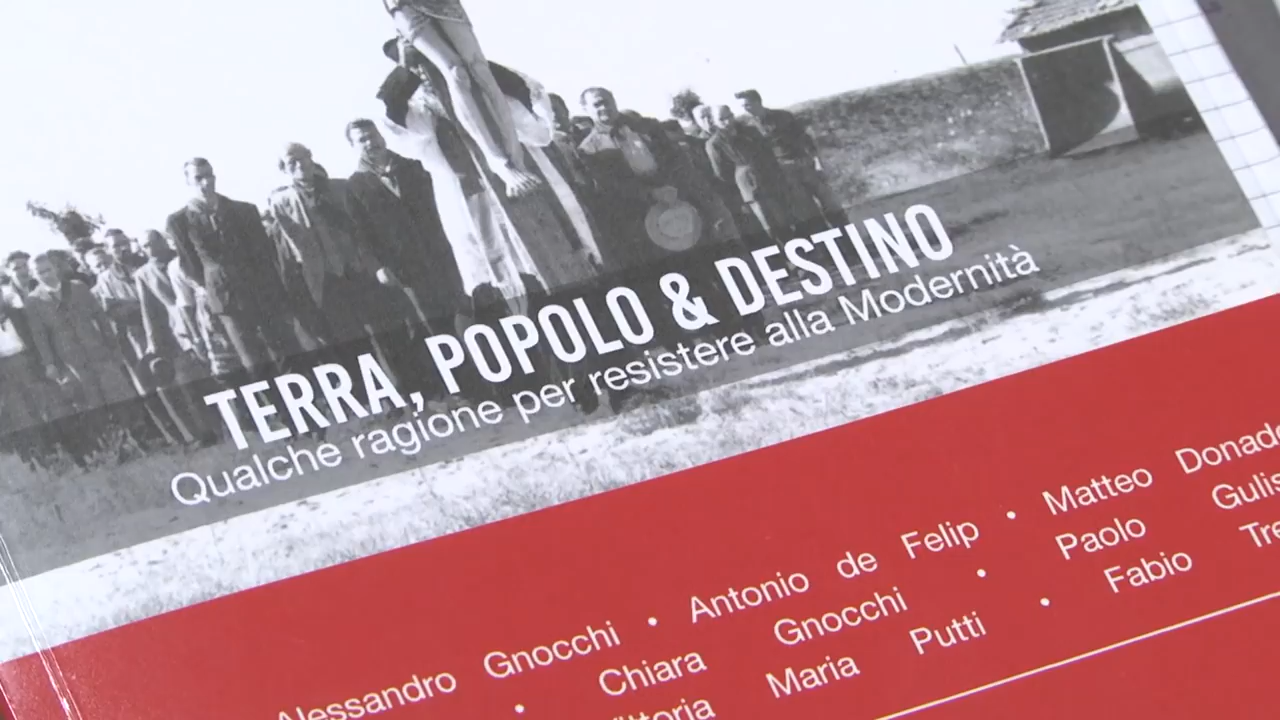 TERRA, POPOLO & DESTINO
Qualche ragione per resistere alla Modernità
Alessandro Gnocchi • Antonio de Felip • Matteo
• Chiara Gnocchi • Paolo
Maria Putti • Fabio